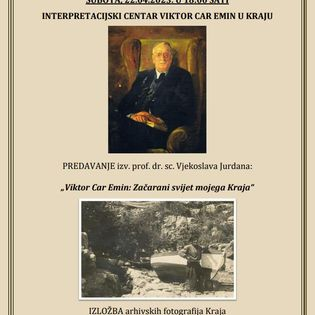 SUBOTA, 22.04.2023. U 18.00 SATI
INTERPRETACIJSKI CENTAR VIKTOR CAR EMIN U KRAJU
PREDAVANJE izv. prof. dr. sc. Vjekoslava Jurdana:
„Viktor Car Emin: Začarani svijet mojega Kraja“
IZLOŽBA arhivskih fotografija Kraja